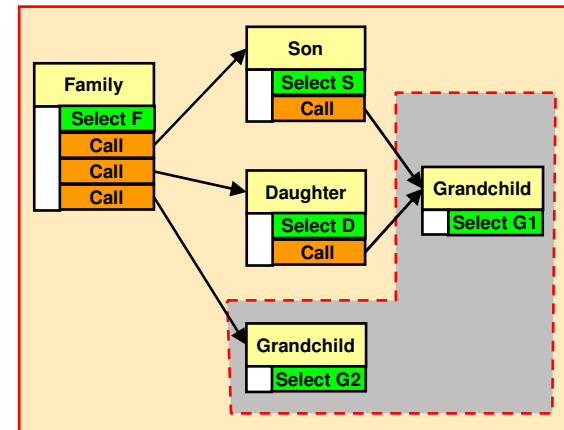 Family
Select F
Call
Call
Call
Son
Select S
Call
Daughter
Select D
Call
Grandchild
Select G1
Grandchild
Select G2